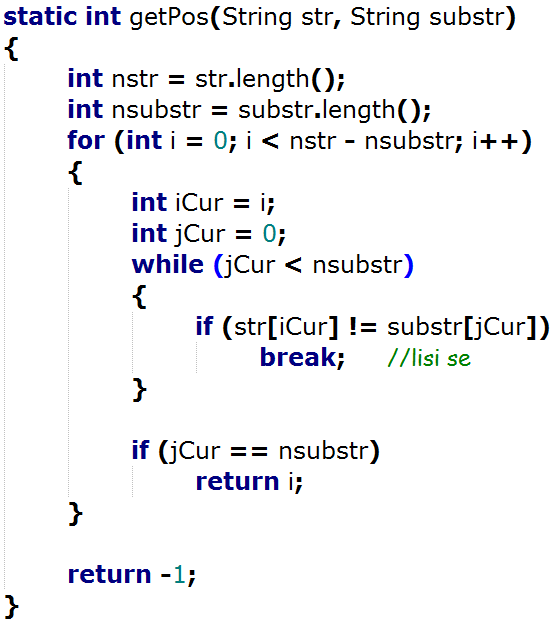 static int getPos(String str, String substr)
{
int nstr = str.length();
int nsubstr = substr.length();
for (int i = 0; i < nstr - nsubstr; i++)
{
int iCur = i;
int jCur = 0;
while (jCur < nsubstr)
{
if (str[iCur] != substr[jCur])
break; //lisi se
}
if (jCur == nsubstr)
return i;
}
return -1;
}